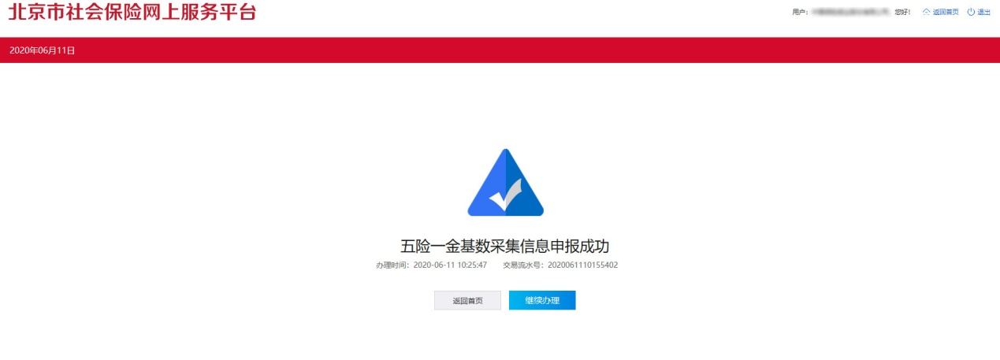 北京市社会保险网上服务平台
用户： 您好！ 返回首页 退出
2020年06月11日
五险一金基数采集信息申报成功
办理时间：2020-06-11 10:25:47 交易流水号：2020061110155402
返回首页 继续办理